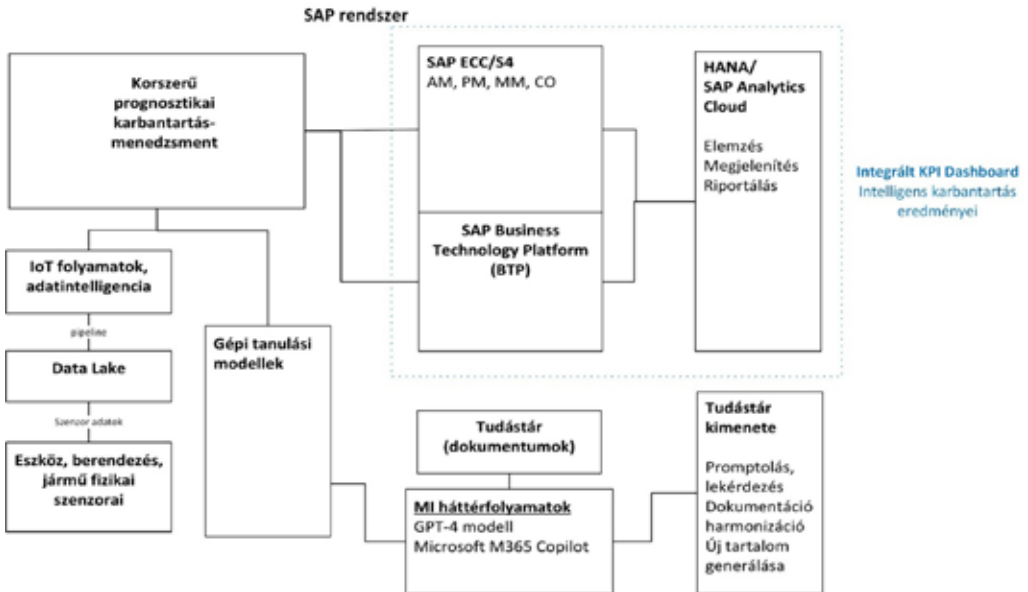 SAP rendszer
Korszerű
prognosztikai
karbantartás-
menedzsment
SAP ECC/S4
AM, PM, MM, CO
SAP Business
Technology Platform
(BTP)
HANA/
SAP Analytics
Cloud
Elemzés
Megjelenítés
Riportálás
Integrált KPI Dashboard
Intelligens karbantartás
eredményei
IoT folyamatok,
adatintelligencia
pipeline
Data Lake
Szenzor adatok
Eszköz, berendezés,
jármű fizikai
szenzorai
Gépi tanulási
modellek
Tudástár
(dokumentumok)
MI háttérfolyamatok
GPT-4 modell
Microsoft M365 Copilot
Tudástár
kimenete
Promptolás,
lekérdezés
Dokumentáció
harmonizáció
Új tartalom
generálása